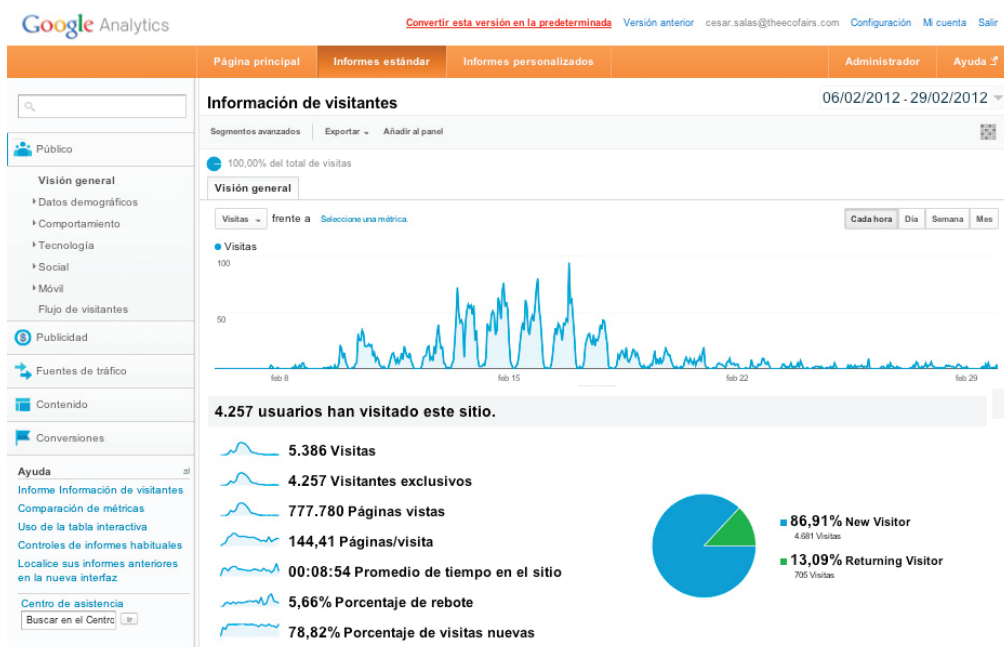 Google Analytics
Convertir esta versión en la predeterminada Versión anterior cesar.salas@theecofairs.com Configuración Mi cuenta Salir
Página principal Informes estándar Informes personalizados Administrador Ayuda
Información de visitantes 06/02/2012 - 29/02/2012
Segmentos avanzados Exportar Añadir al panel
Público
100,00% del total de visitas
Visión general
Visión general
Datos demográficos
Comportamiento
Tecnología
Social
Móvil
Flujo de visitantes
Publicidad
Fuentes de tráfico
Contenido
Conversiones
Visitas frente a Seleccione una métrica. Cada hora Día Semana Mes
Visitas
100
50
feb 8 feb 15 feb 22 feb 29
4.257 usuarios han visitado este sitio.
5.386 Visitas
4.257 Visitantes exclusivos
777.780 Páginas vistas
144,41 Páginas/visita
00:08:54 Promedio de tiempo en el sitio
5,66% Porcentaje de rebote
78,82% Porcentaje de visitas nuevas
86,91% New Visitor
4.681 Visitas
13,09% Returning Visitor
705 Visitas
Ayuda
Informe Información de visitantes
Comparación de métricas
Uso de la tabla interactiva
Controles de informes habituales
Localice sus informes anteriores
en la nueva interfaz
Centro de asistencia
Buscar en el Centro Ir